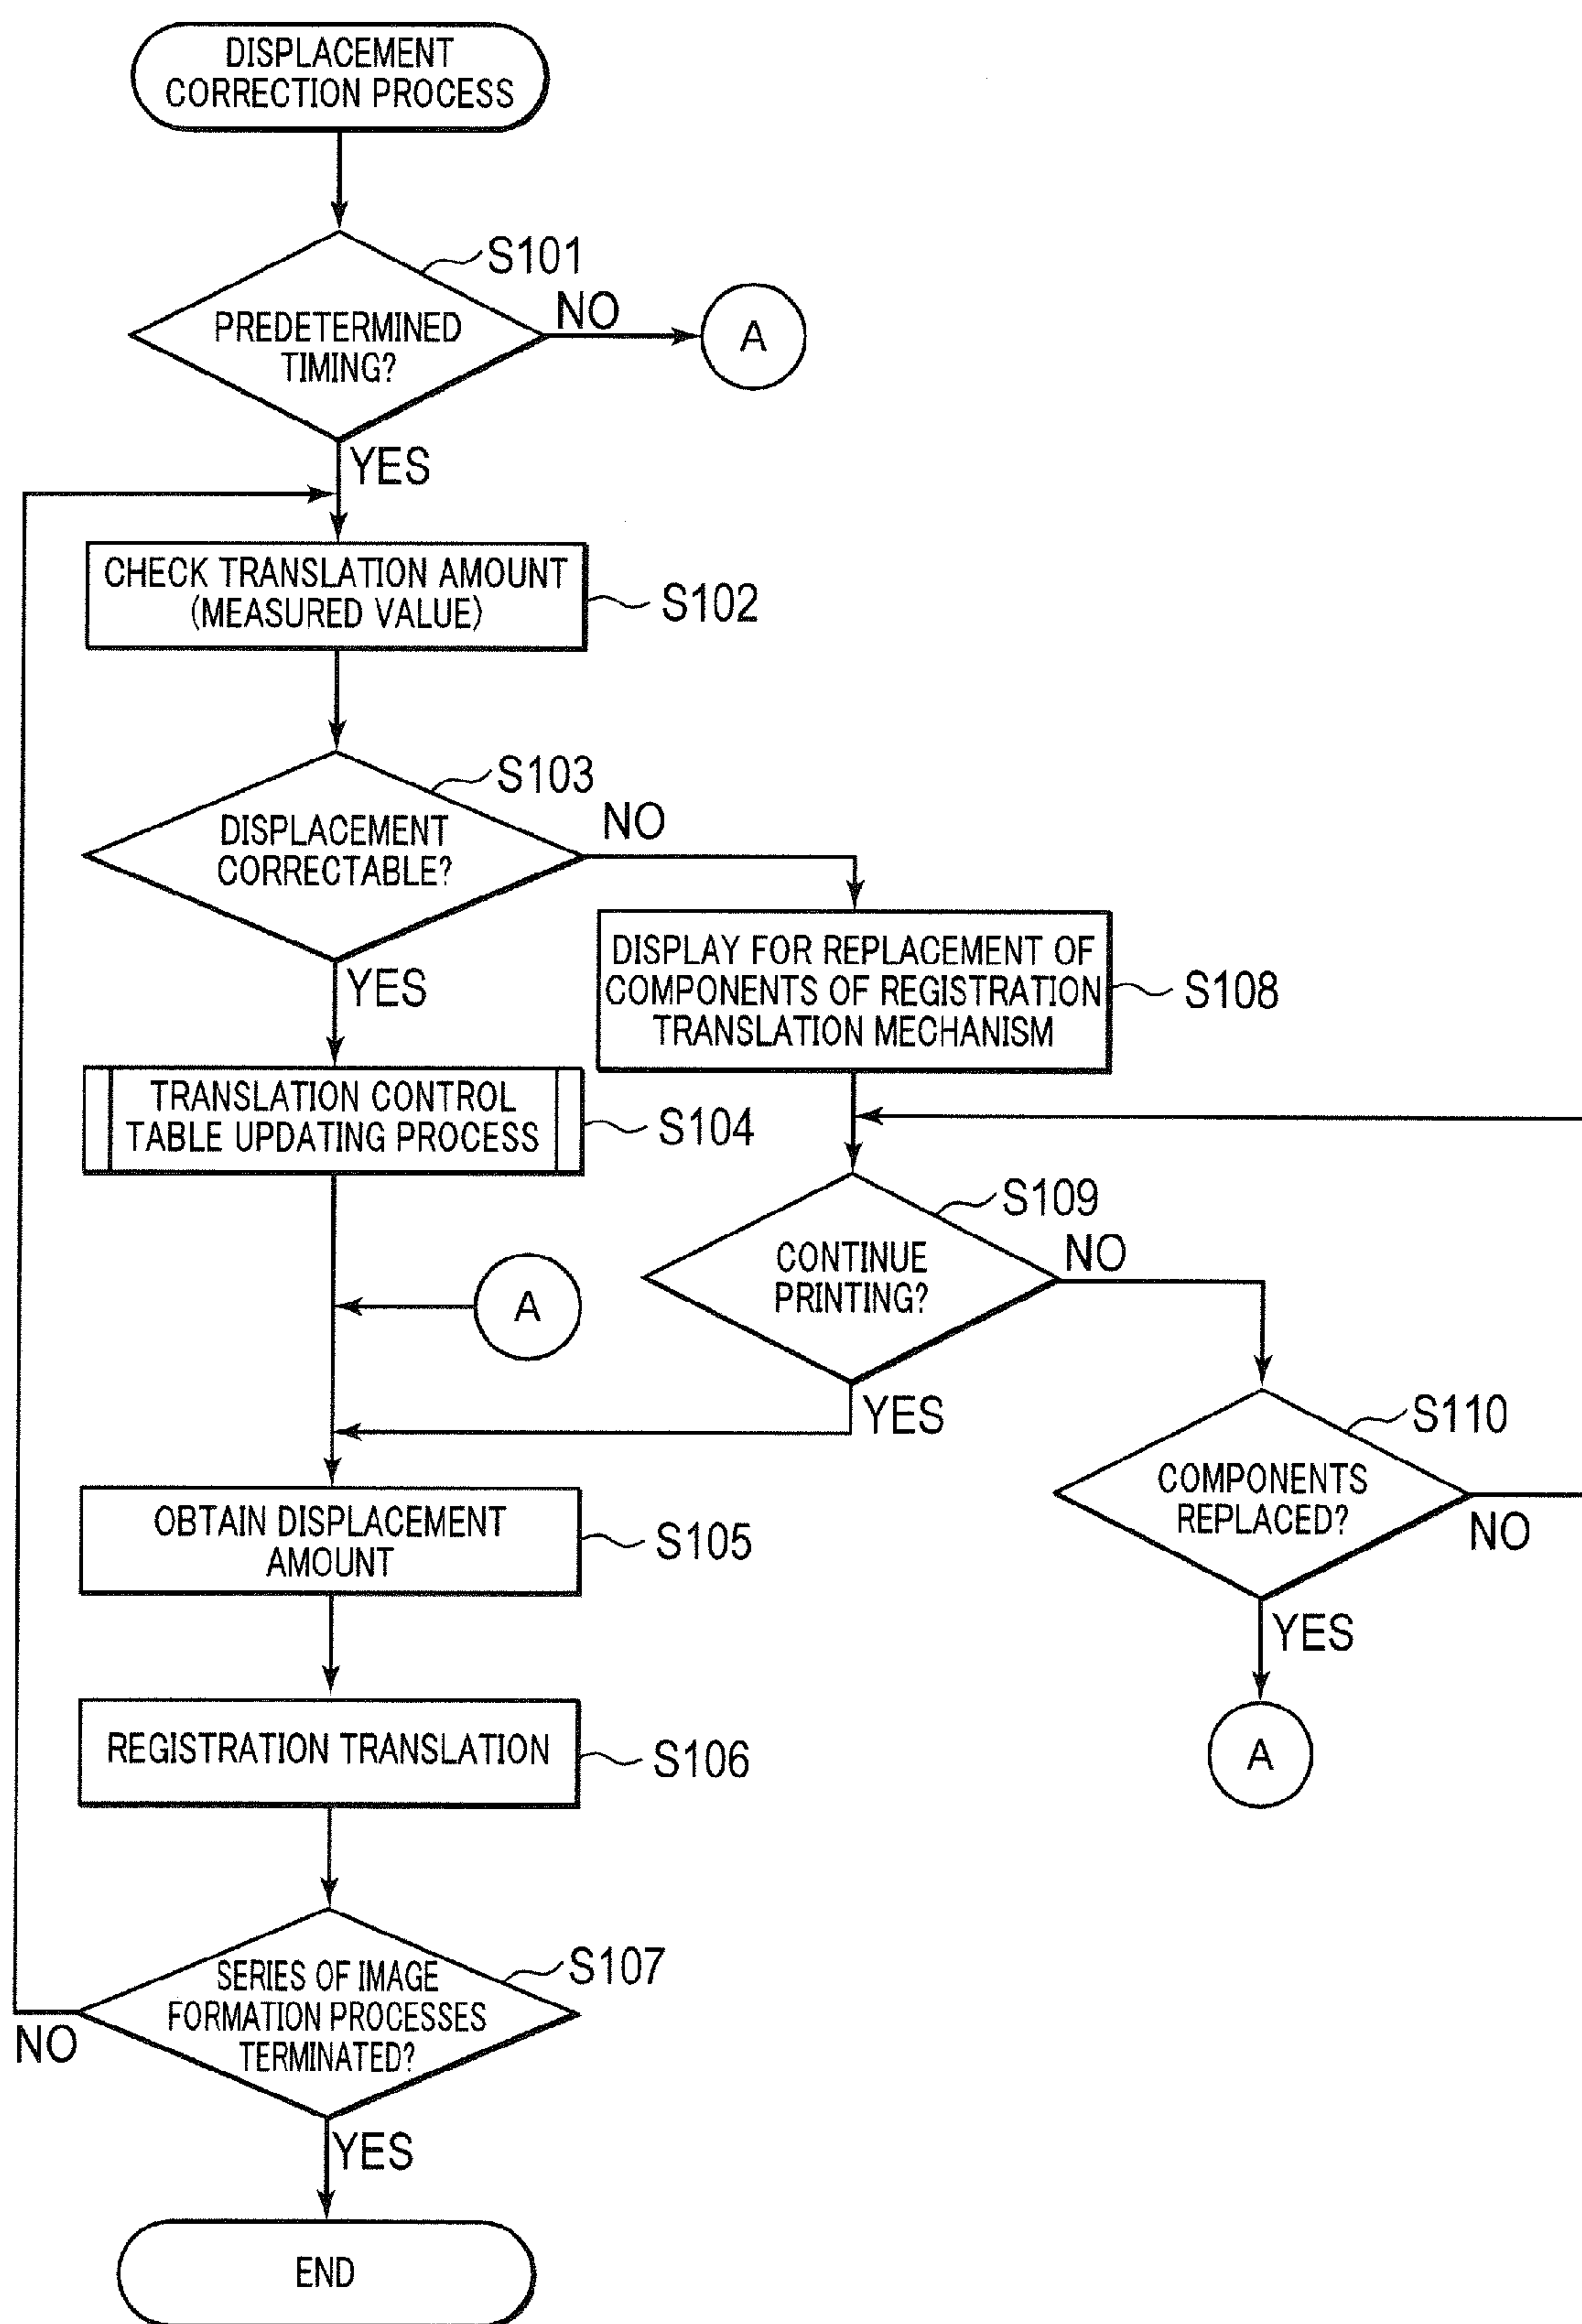 DISPLACEMENT
CORRECTION PROCESS
S101
PREDETERMINED
TIMING?
NO
A
YES
CHECK TRANSLATION AMOUNT
(MEASURED VALUE)
S102
S103
DISPLACEMENT
CORRECTABLE?
NO
YES
DISPLAY FOR REPLACEMENT OF
COMPONENTS OF REGISTRATION
TRANSLATION MECHANISM
S108
TRANSLATION CONTROL
TABLE UPDATING PROCESS
S104
S109
CONTINUE
PRINTING?
NO
A
YES
S110
COMPONENTS
REPLACED?
NO
YES
A
OBTAIN DISPLACEMENT
AMOUNT
S105
REGISTRATION TRANSLATION
S106
S107
SERIES OF IMAGE
FORMATION PROCESSES
TERMINATED?
NO
YES
END